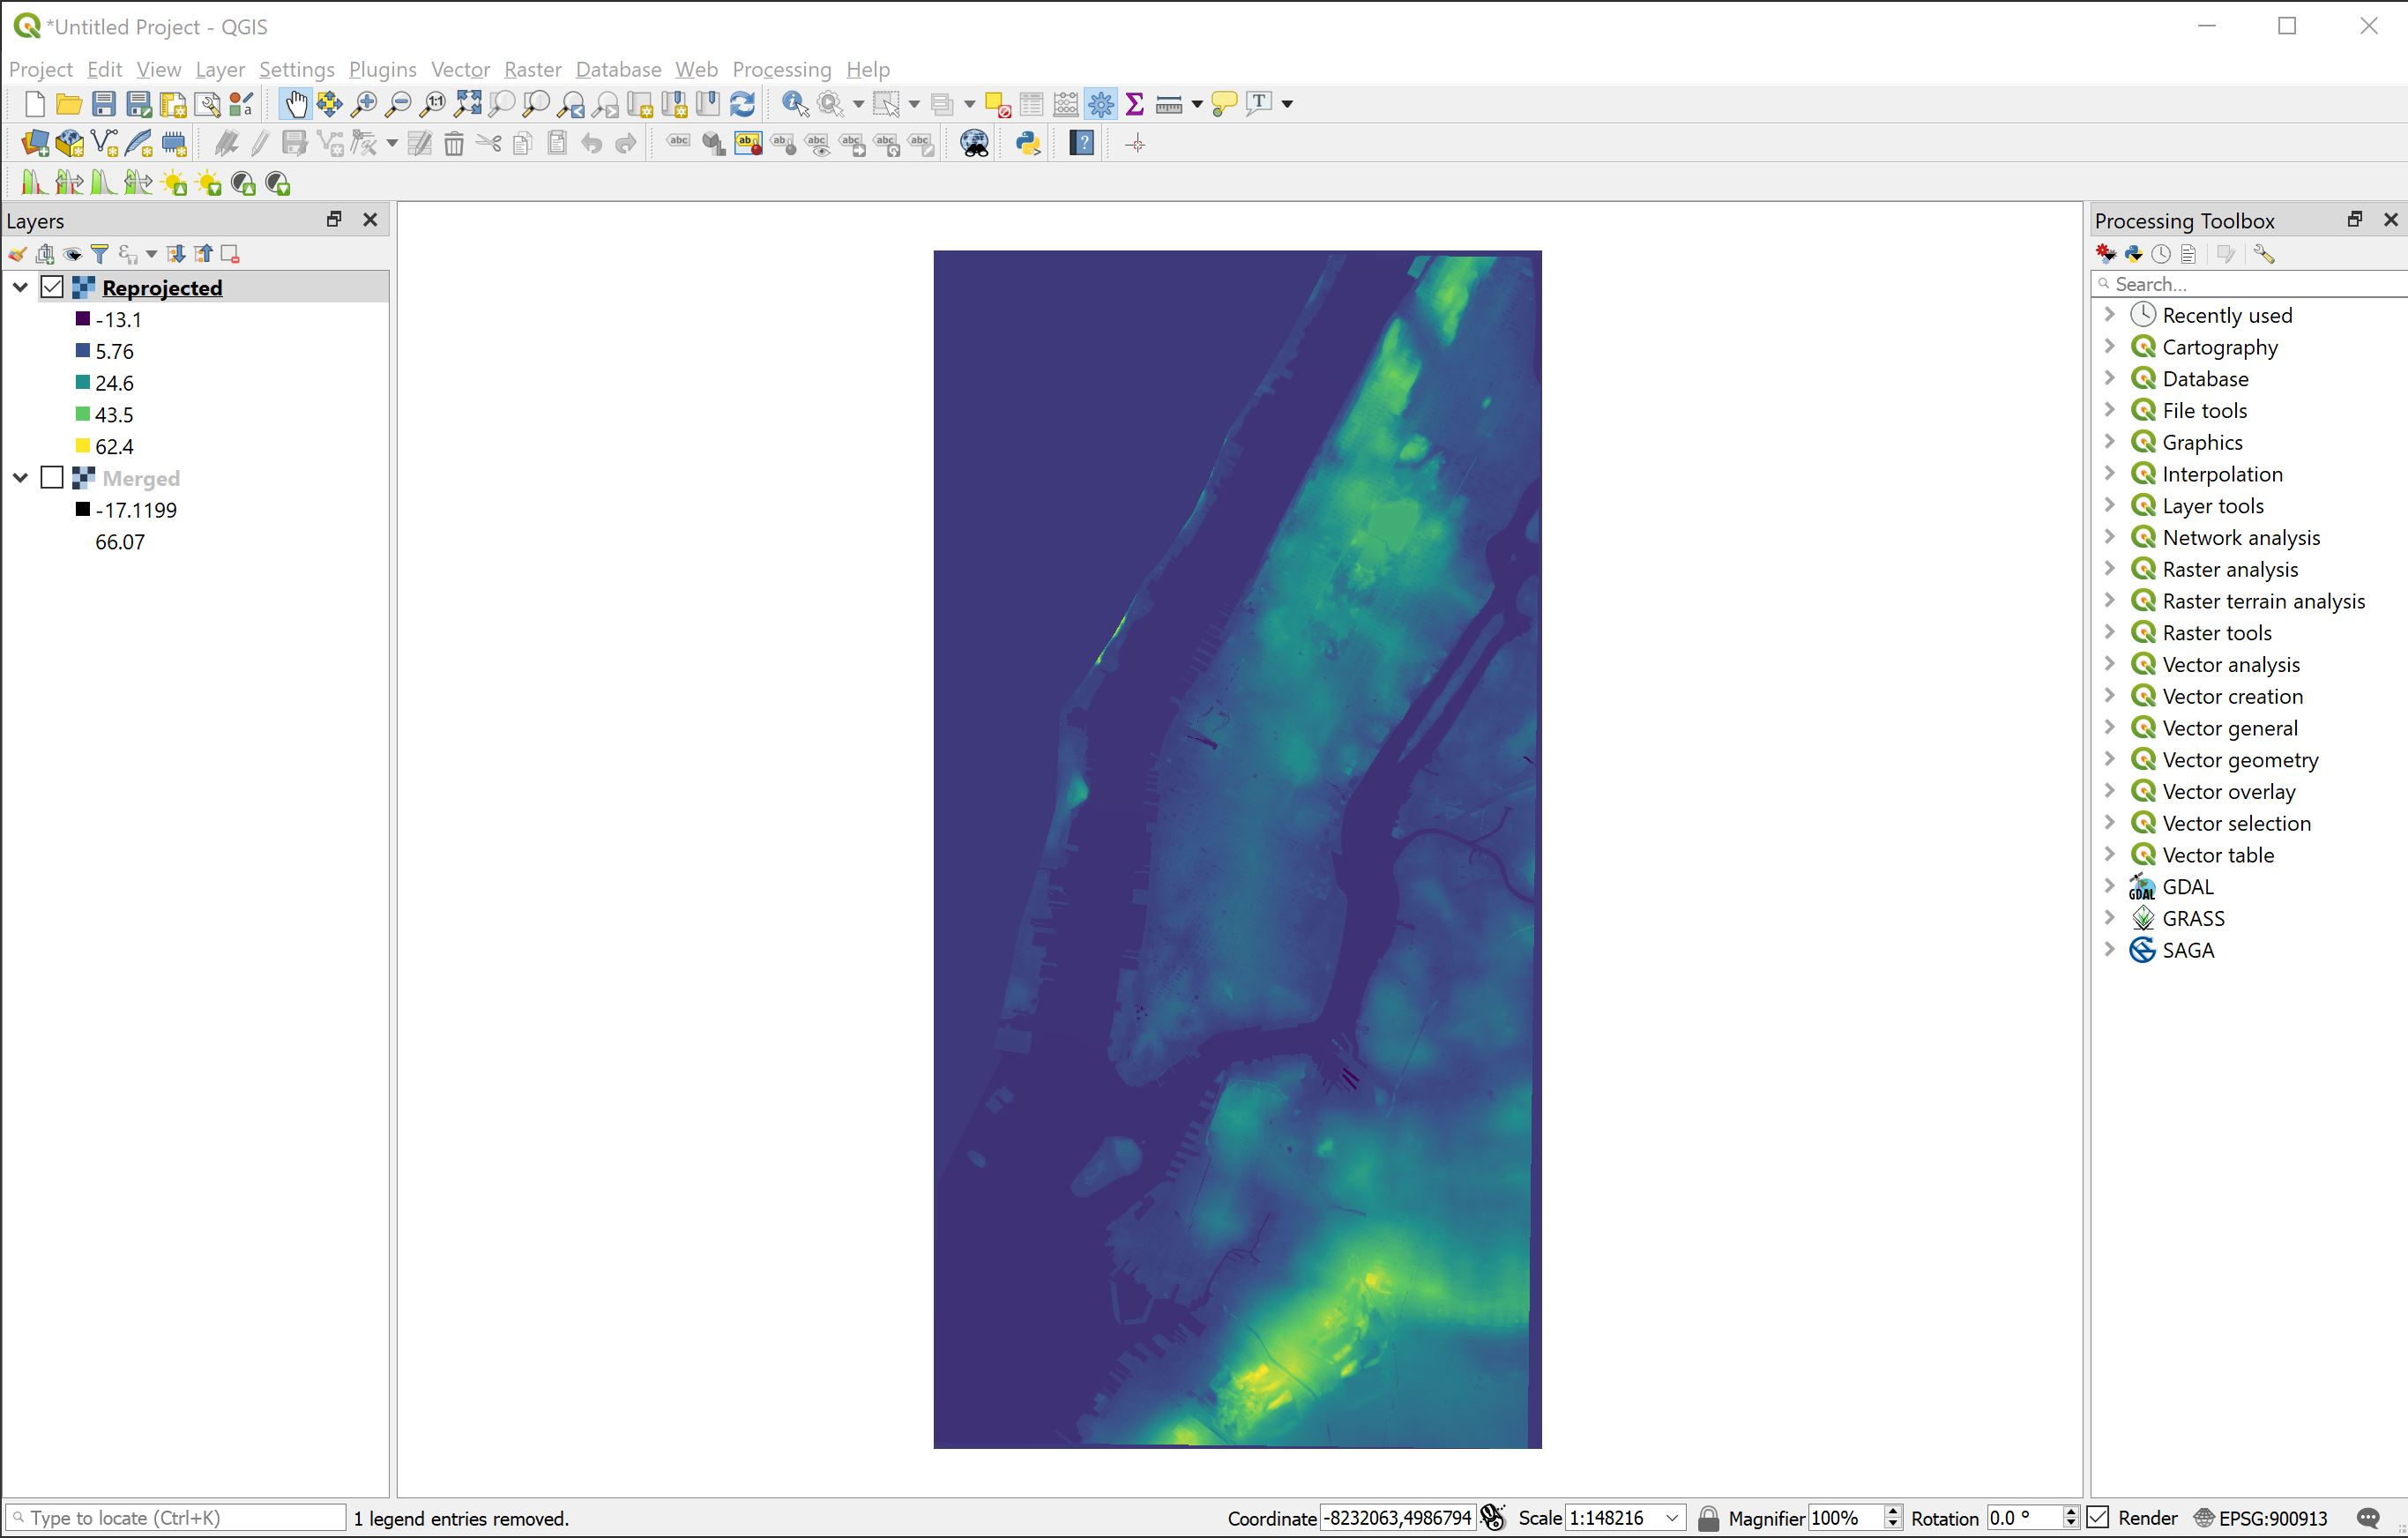 *Untitled Project - QGIS
Project Edit View Layer Settings Plugins Vector Raster Database Web Processing Help
Layers
Reprojected
-13.1
5.76
24.6
43.5
62.4
Merged
-17.1199
66.07
Processing Toolbox
Search...
Recently used
Cartography
Database
File tools
Graphics
Interpolation
Layer tools
Network analysis
Raster analysis
Raster terrain analysis
Raster tools
Vector analysis
Vector creation
Vector general
Vector geometry
Vector overlay
Vector selection
Vector table
GDAL GDAL
GRASS
SAGA
Type to locate (Ctrl+K) 1 legend entries removed. Coordinate -8232063,4986794 Scale 1:148216 Magnifier 100% Rotation 0.0 ° Render EPSG:900913